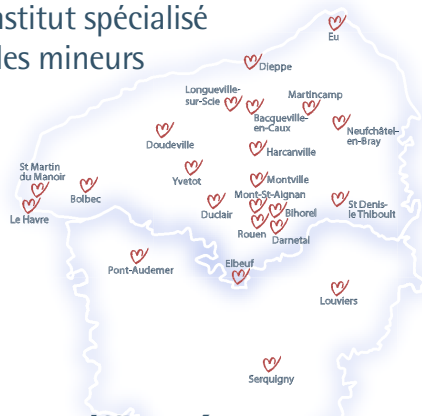 nstitut spécialisé
les mineurs
Eu
Dieppe
Longueville-
sur-Scie
Martincamp
Bacqueville-
en-Caux
Neufchâtel-
en-Bray
Doudeville
Harcanville
St Martin
du Manoir
Yvetot
Montville
Bolbec
Mont-St-Aignan
St Denis-
le Thiboult
Le Havre
Duclair
Bihorel
Rouen
Darnetal
Pont-Audemer
Elbeuf
Louviers
Serquigny